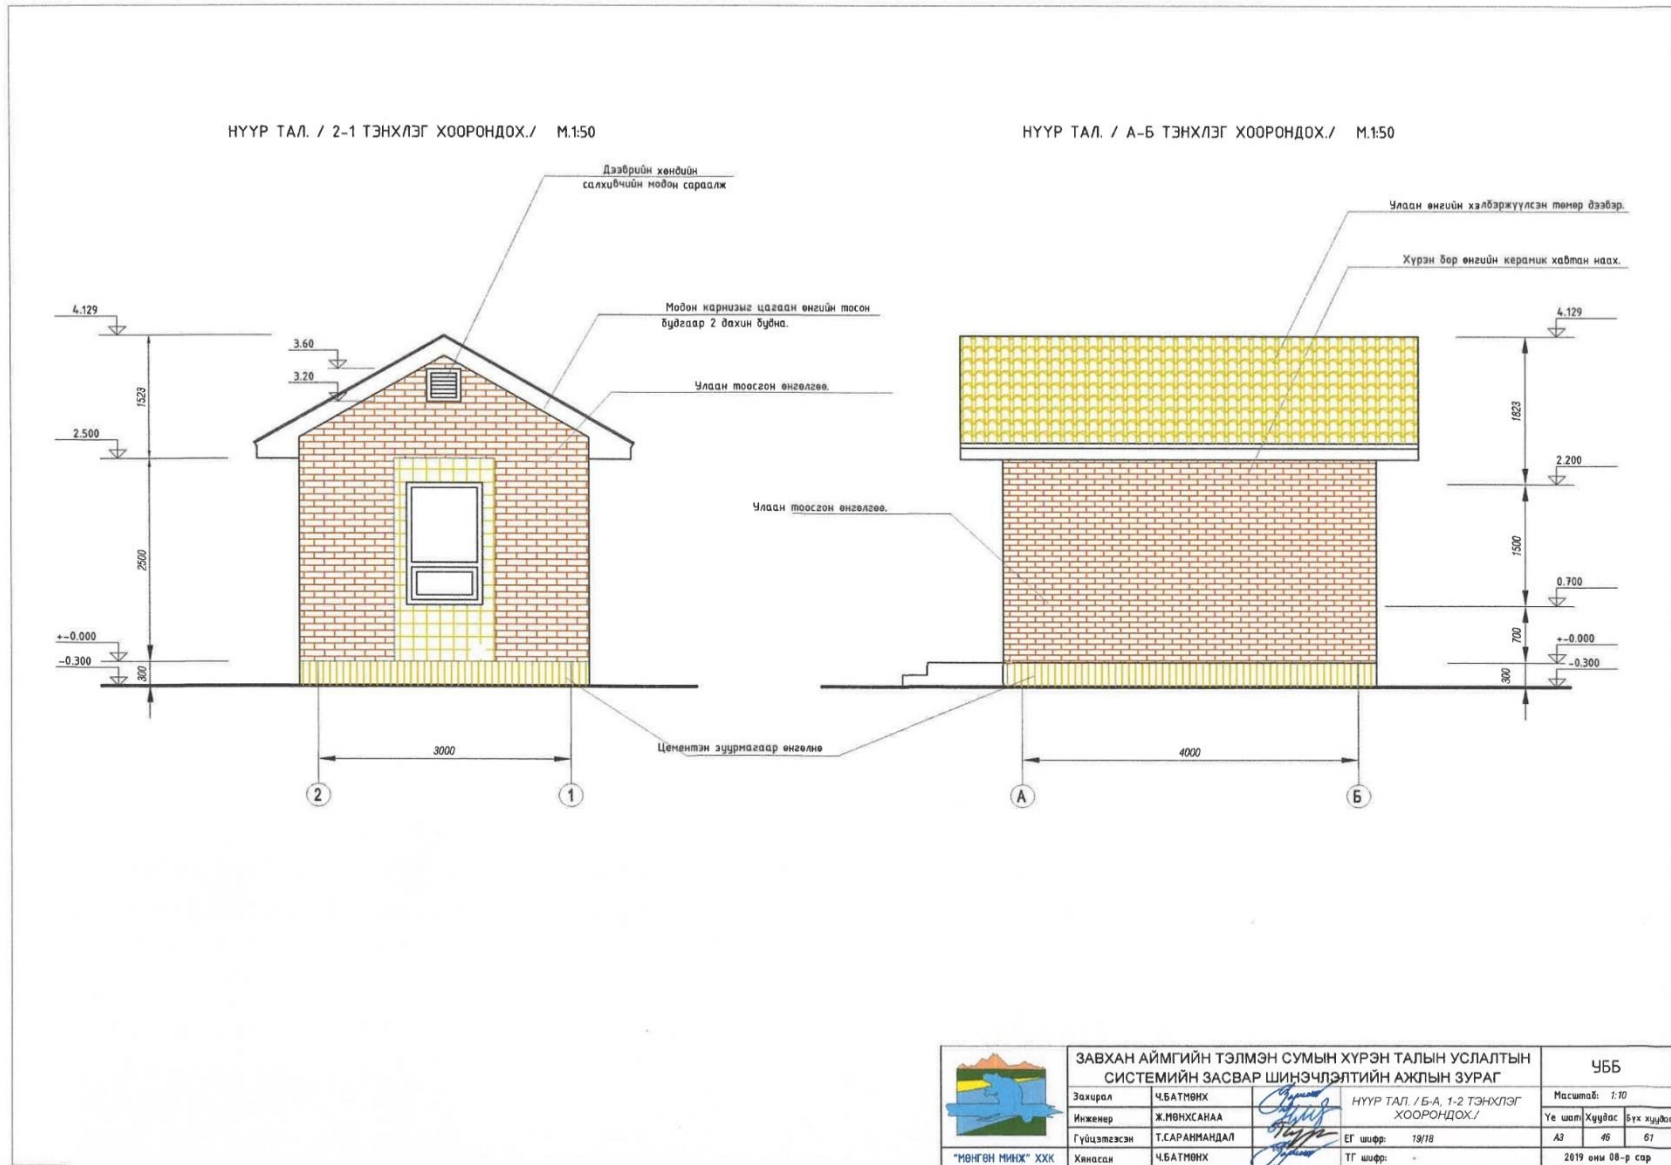 НҮҮР ТАЛ. / 2-1 ТЭНХЛЭГ ХООРОНДОХ./ М.1:50
Дээврийн хөндийн
салхивчийн модон сараалж
Модон карнизыг цагаан өнгийн тосон
будгаар 2 дахин будна.
Улаан тоосгон өнгөлгөө.
4.129
3.60
3.20
2.500
+-0.000
-0.300
1523
2500
300
3000
2
1
Цементэн зуурмагаар өнгөлнө
НҮҮР ТАЛ. / А-Б ТЭНХЛЭГ ХООРОНДОХ./ М.1:50
Улаан өнгийн хэлбэржүүлсэн төмөр дээвэр.
Хүрэн бор өнгийн керамик хавтан наах.
Улаан тоосгон өнгөлгөө.
4.129
2.200
0.700
+-0.000
-0.300
1823
1500
700
300
4000
А
Б
ЗАВХАН АЙМГИЙН ТЭЛМЭН СУМЫН ХҮРЭН ТАЛЫН УСЛАЛТЫН
СИСТЕМИЙН ЗАСВАР ШИНЭЧЛЭЛТИЙН АЖЛЫН ЗУРАГ
УББ
Захирал Ч.БАТМӨНХ
Инженер Ж.МӨНХСАНАА
Гүйцэтгэсэн Т.САРАНМАНДАЛ
Хянасан Ч.БАТМӨНХ
НҮҮР ТАЛ. / Б-А, 1-2 ТЭНХЛЭГ
ХООРОНДОХ./
ЕГ шифр: 19/18
ТГ шифр: -
Масштаб: 1:10
Үе шат Хуудас Бүх хуудас
А3 46 61
2019 оны 08-р сар
"МӨНГӨН МИНЖ" ХХК